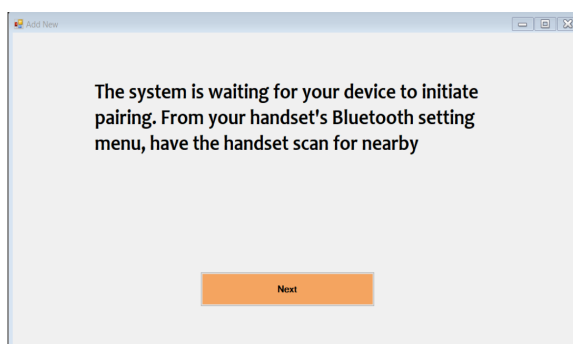 Add New
The system is waiting for your device to initiate
pairing. From your handset's Bluetooth setting
menu, have the handset scan for nearby
Next